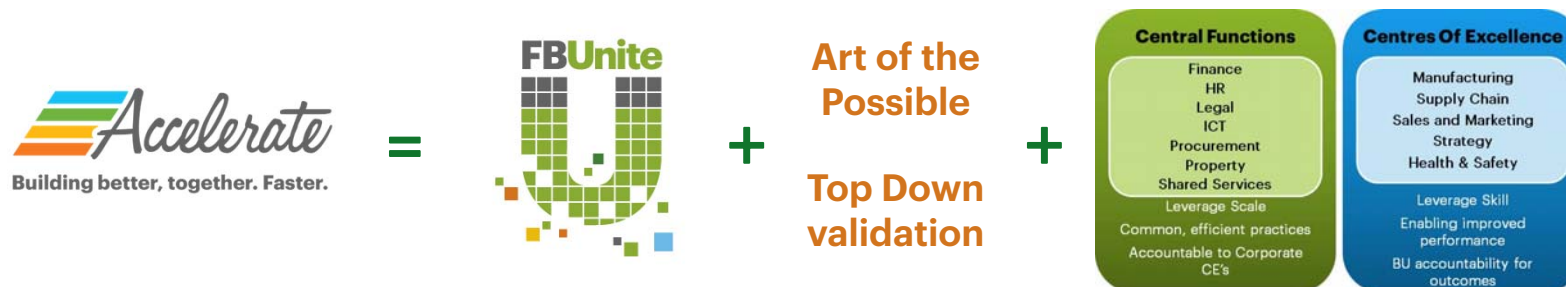 Accelerate
Building better, together. Faster.
=
FBUnite
+
Art of the
Possible
Top Down
validation
+
Central Functions
Finance
HR
Legal
ICT
Procurement
Property
Shared Services
Leverage Scale
Common, efficient practices
Accountable to Corporate
CE's
Centres Of Excellence
Manufacturing
Supply Chain
Sales and Marketing
Strategy
Health & Safety
Leverage Skill
Enabling improved
performance
BU accountability for
outcomes